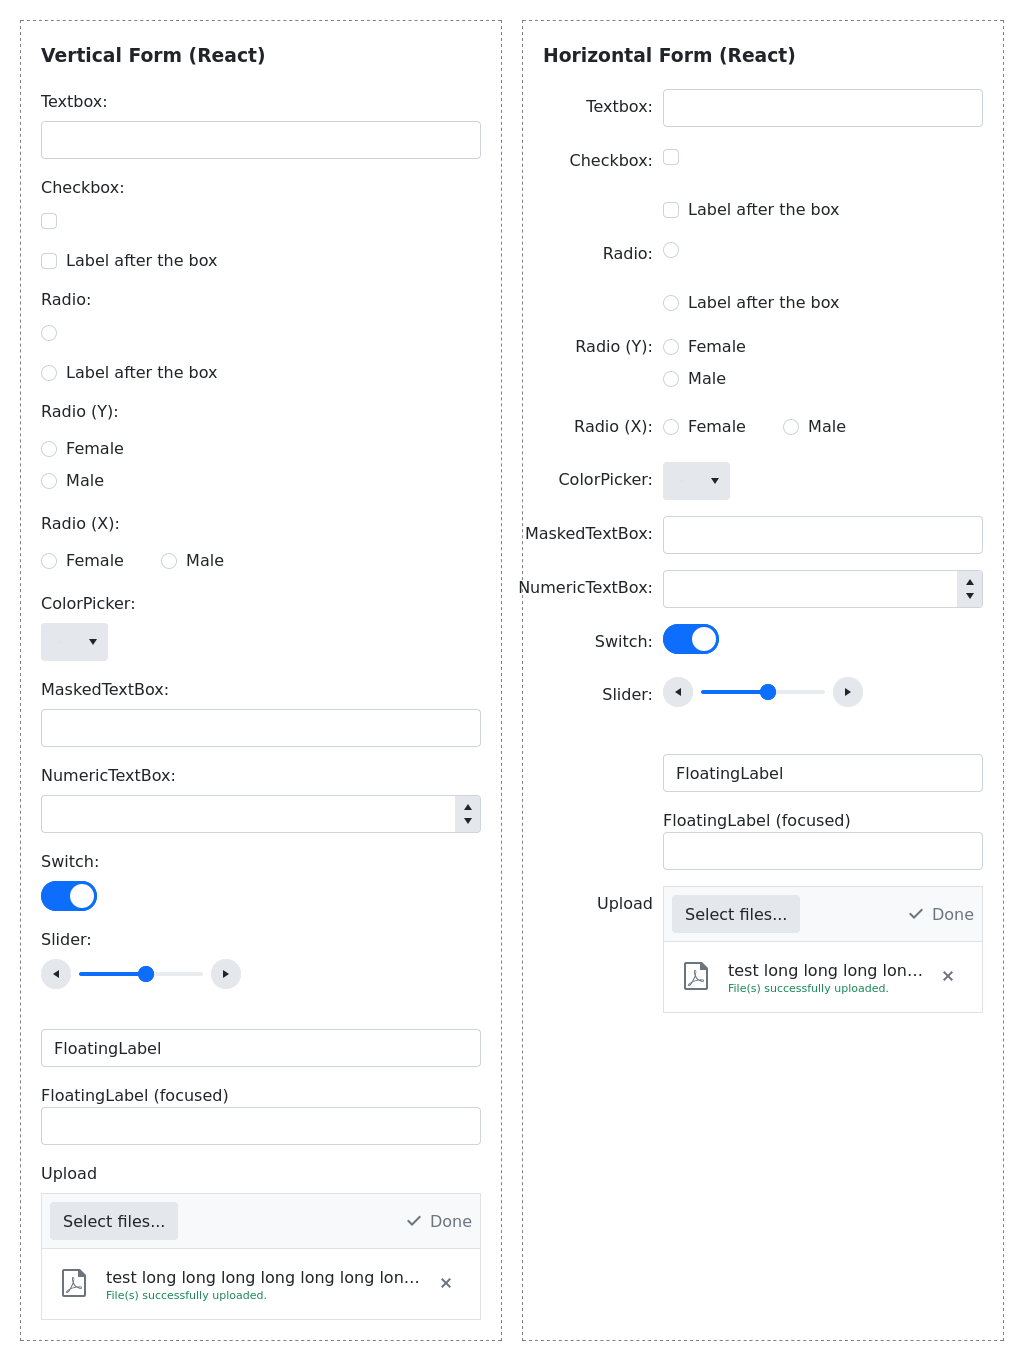 Vertical Form (React)
Textbox:
Checkbox:
Label after the box
Radio:
Label after the box
Radio (Y):
Female
Male
Radio (X):
Female Male
ColorPicker:
MaskedTextBox:
NumericTextBox:
Switch:
Slider:
FloatingLabel
FloatingLabel (focused)
Upload
Select files... Done
test long long long long long long lon...
File(s) successfully uploaded.
Horizontal Form (React)
Textbox:
Checkbox:
Label after the box
Radio:
Label after the box
Radio (Y): Female
Male
Radio (X): Female Male
ColorPicker:
MaskedTextBox:
NumericTextBox:
Switch:
Slider:
FloatingLabel
FloatingLabel (focused)
Upload Select files... Done
test long long long lon...
File(s) successfully uploaded.